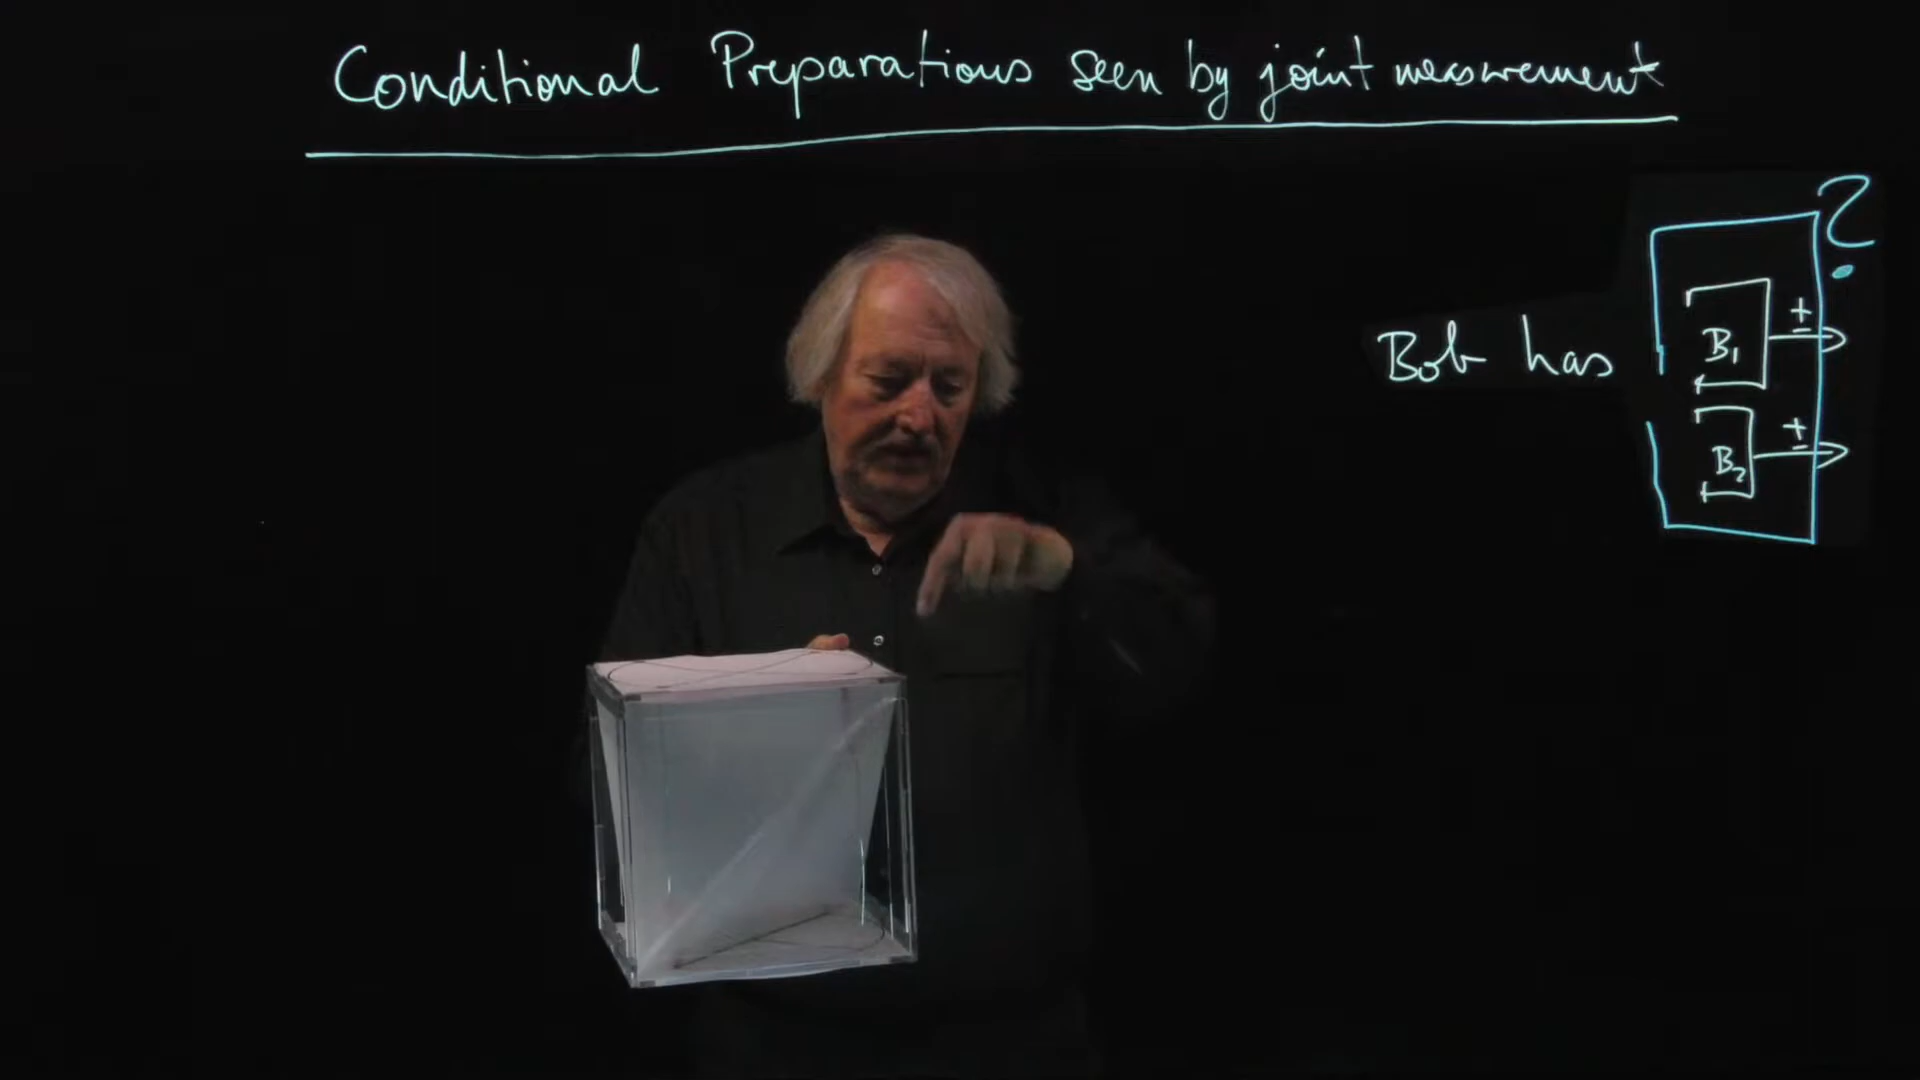 Conditional Preparations seen by joint measurement
?
Bob has
B₁ ±
B₂ ±